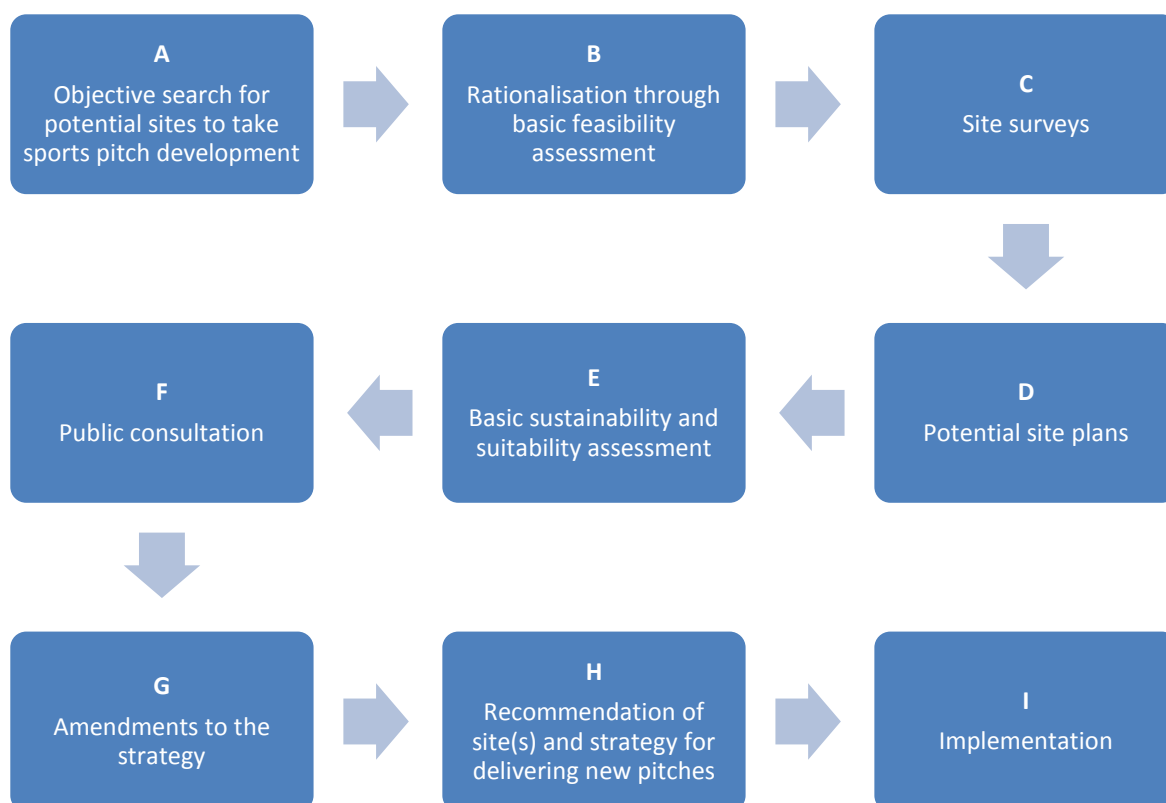 A
Objective search for
potential sites to take
sports pitch development
B
Rationalisation through
basic feasibility
assessment
C
Site surveys
D
Potential site plans
E
Basic sustainability and
suitability assessment
F
Public consultation
G
Amendments to the
strategy
H
Recommendation of
site(s) and strategy for
delivering new pitches
I
Implementation